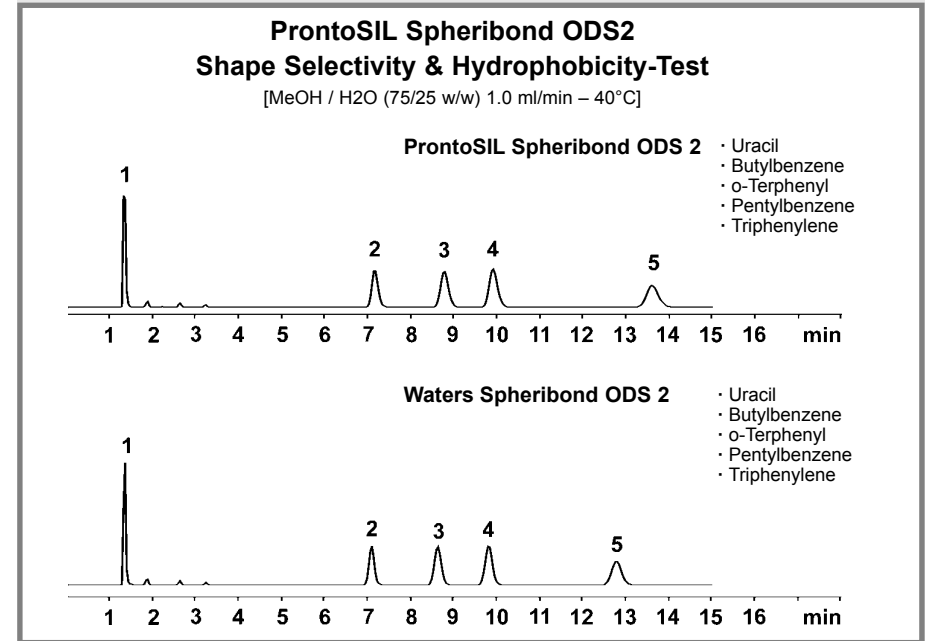 ProntoSIL Spheribond ODS2
Shape Selectivity & Hydrophobicity-Test
[MeOH / H2O (75/25 w/w) 1.0 ml/min – 40°C]
ProntoSIL Spheribond ODS 2
· Uracil
· Butylbenzene
· o-Terphenyl
· Pentylbenzene
· Triphenylene
1
2
3
4
5
1 2 3 4 5 6 7 8 9 10 11 12 13 14 15 16 min
Waters Spheribond ODS 2
· Uracil
· Butylbenzene
· o-Terphenyl
· Pentylbenzene
· Triphenylene
1
2
3
4
5
1 2 3 4 5 6 7 8 9 10 11 12 13 14 15 16 min